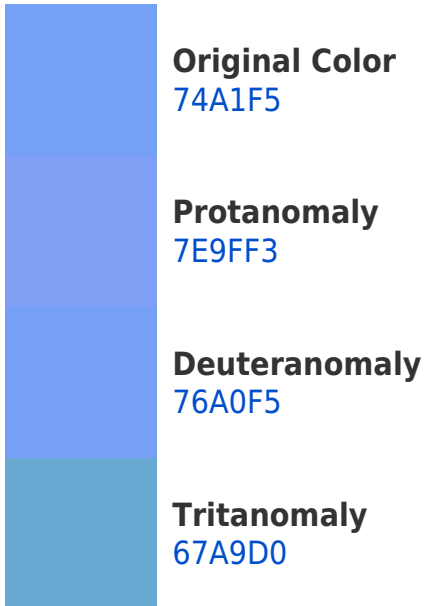 Original Color
74A1F5
Protanomaly
7E9FF3
Deuteranomaly
76A0F5
Tritanomaly
67A9D0